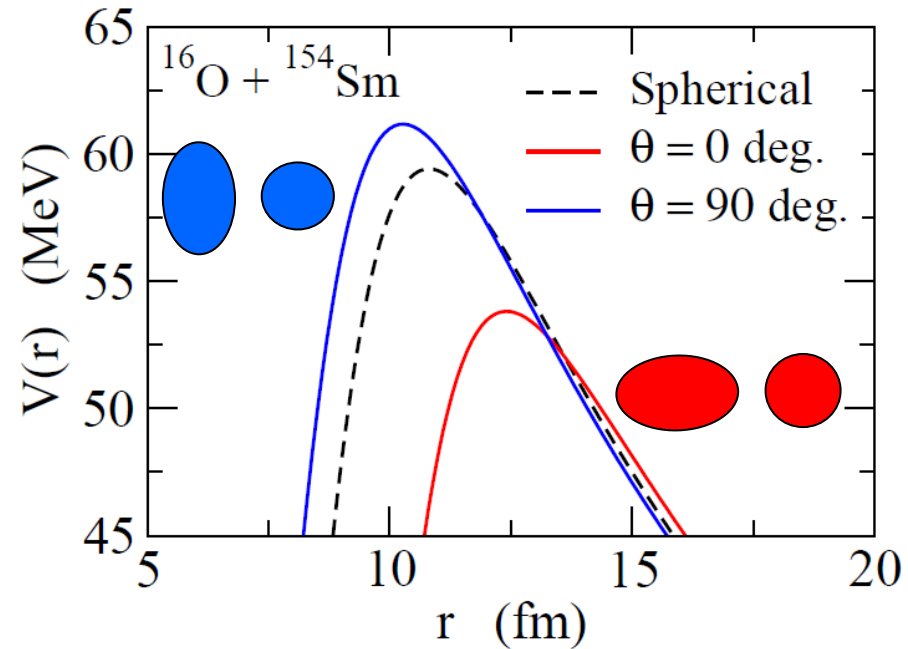 65
60
55
50
45
V(r) (MeV)
¹⁶O + ¹⁵⁴Sm
Spherical
θ = 0 deg.
θ = 90 deg.
5 10 15 20
r (fm)